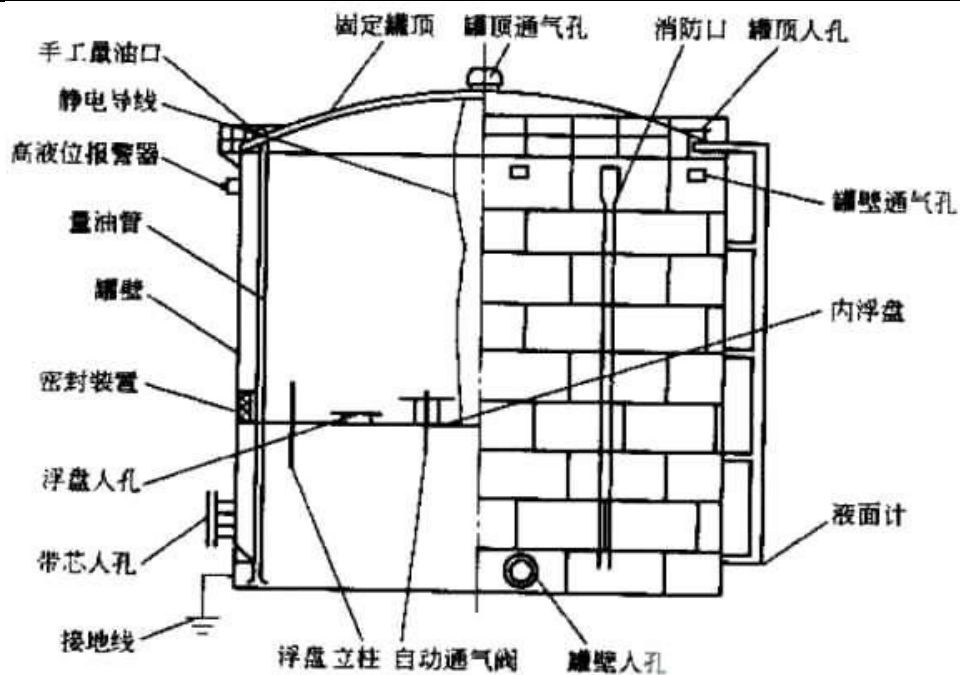 固定罐顶
罐顶通气孔
消防口
罐顶人孔
手工量油口
静电导线
高液位报警器
罐壁通气孔
量油管
罐壁
内浮盘
密封装置
浮盘人孔
液面计
带芯人孔
接地线
浮盘立柱
自动通气阀
罐壁人孔